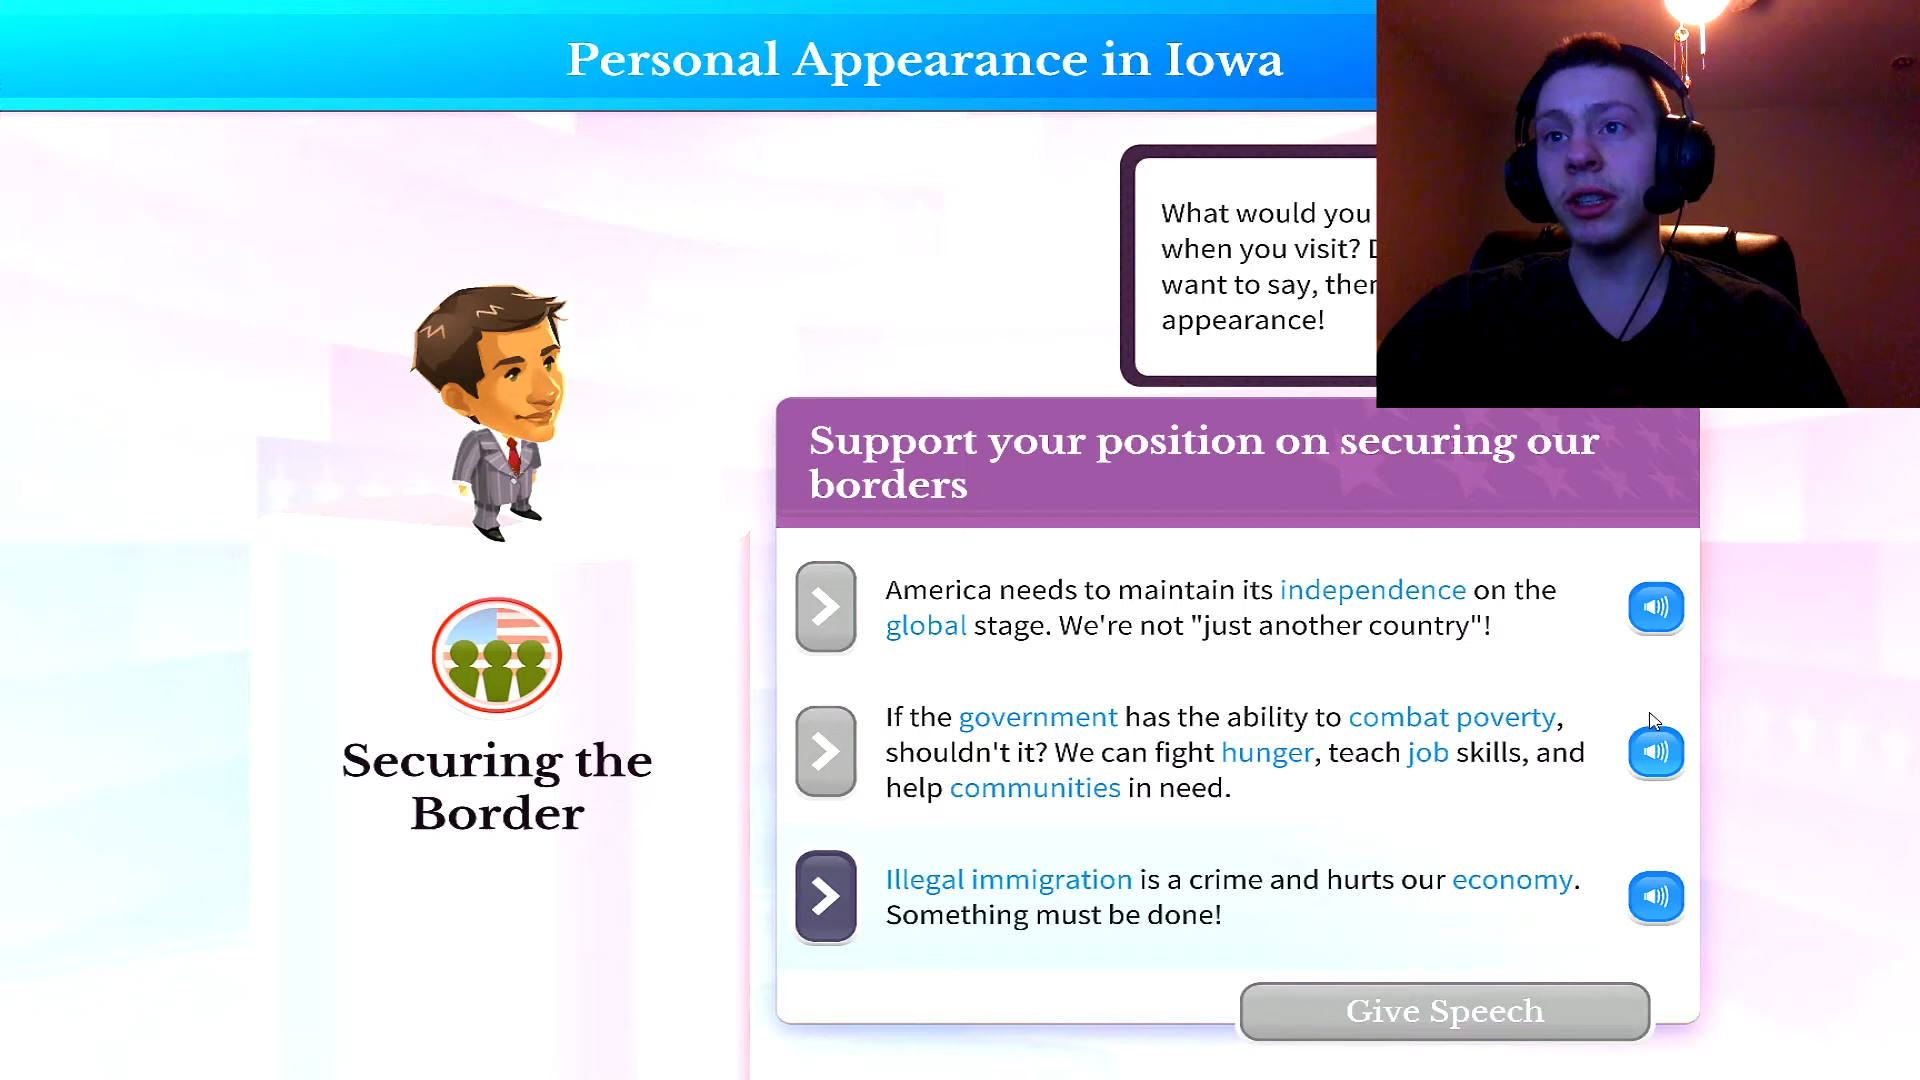 Personal Appearance in Iowa
What would you
when you visit?
want to say, then
appearance!
Support your position on securing our
borders
America needs to maintain its independence on the
global stage. We're not "just another country"!
If the government has the ability to combat poverty,
shouldn't it? We can fight hunger, teach job skills, and
help communities in need.
Illegal immigration is a crime and hurts our economy.
Something must be done!
Give Speech
Securing the
Border